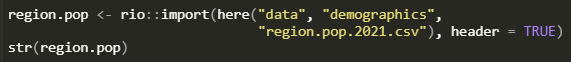 region.pop <- rio::import(here("data", "demographics",
"region.pop.2021.csv"), header = TRUE)
str(region.pop)